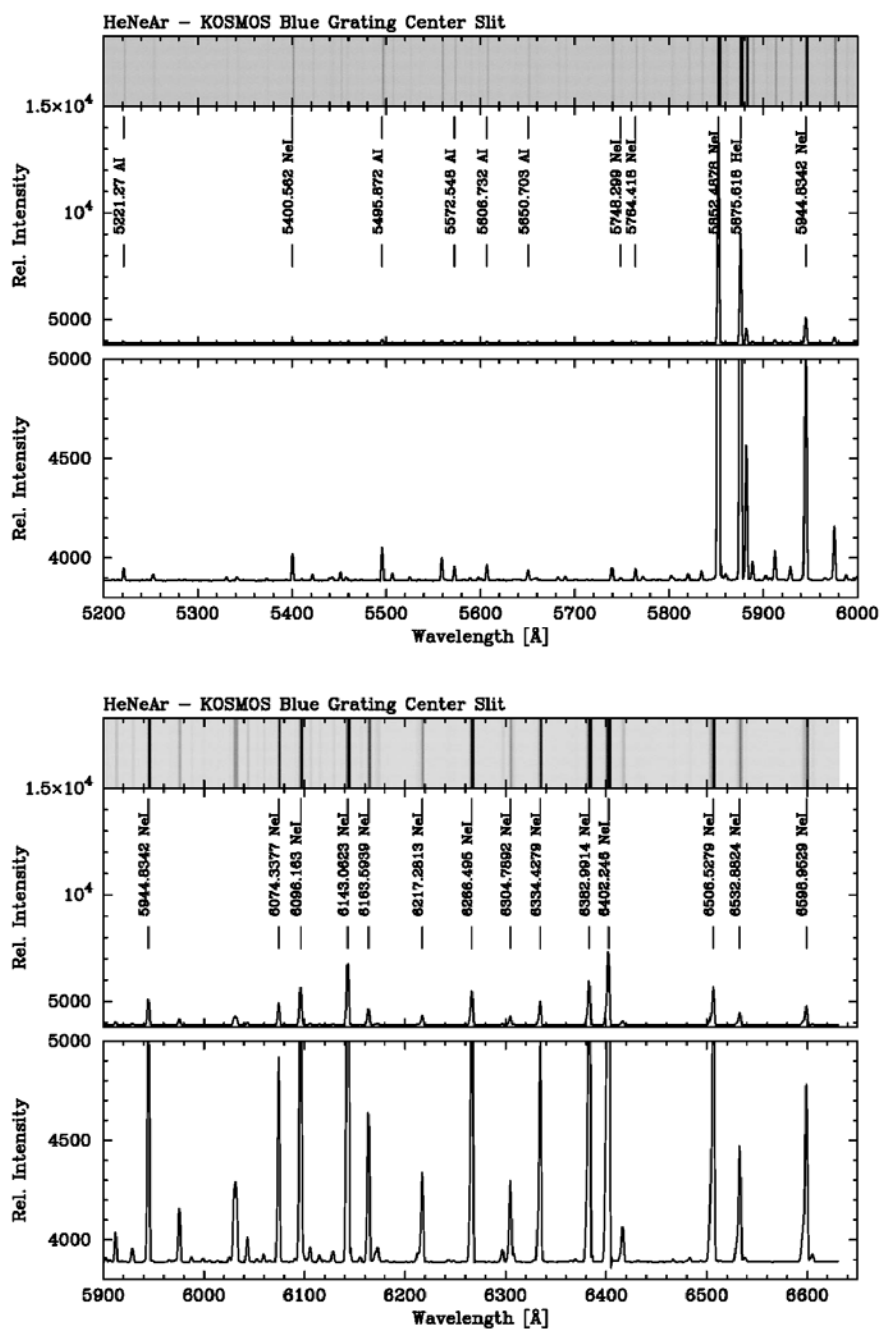 HeNeAr – KOSMOS Blue Grating Center Slit
1.5×10⁴
10⁴
5000
Rel. Intensity
5221.27 AI
5400.562 NeI
5495.872 AI
5572.548 AI
5606.732 AI
5650.703 AI
5748.299 NeI
5764.418 NeI
5852.4878 NeI
5875.618 HeI
5944.8342 NeI
5000
4500
4000
Rel. Intensity
5200 5300 5400 5500 5600 5700 5800 5900 6000
Wavelength [Å]
HeNeAr – KOSMOS Blue Grating Center Slit
1.5×10⁴
10⁴
5000
Rel. Intensity
5944.8342 NeI
6074.3377 NeI
6096.163 NeI
6143.0623 NeI
6163.5939 NeI
6217.2813 NeI
6266.495 NeI
6304.7892 NeI
6334.4279 NeI
6382.9914 NeI
6402.246 NeI
6506.5279 NeI
6532.8824 NeI
6598.9529 NeI
5000
4500
4000
Rel. Intensity
5900 6000 6100 6200 6300 6400 6500 6600
Wavelength [Å]